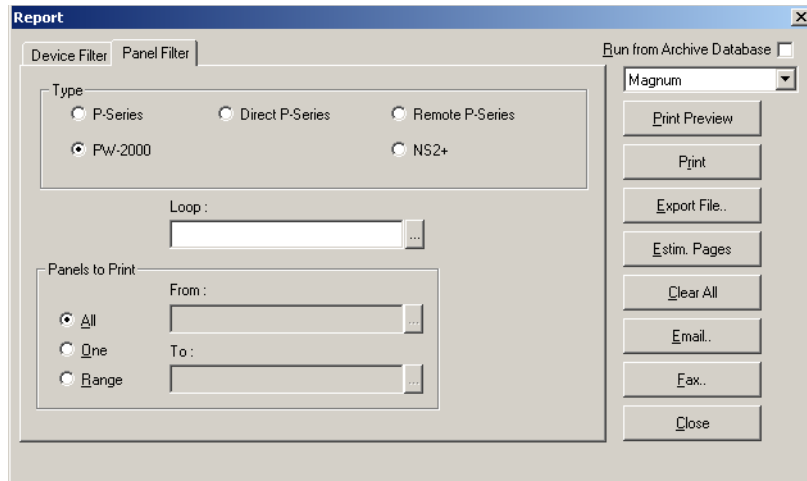 Report
Device Filter Panel Filter
Run from Archive Database
Magnum
Type
P-Series Direct P-Series Remote P-Series
PW-2000 NS2+
Loop :
...
Panels to Print
From :
All
...
One
To :
Range
...
Print Preview
Print
Export File..
Estim. Pages
Clear All
Email..
Fax..
Close